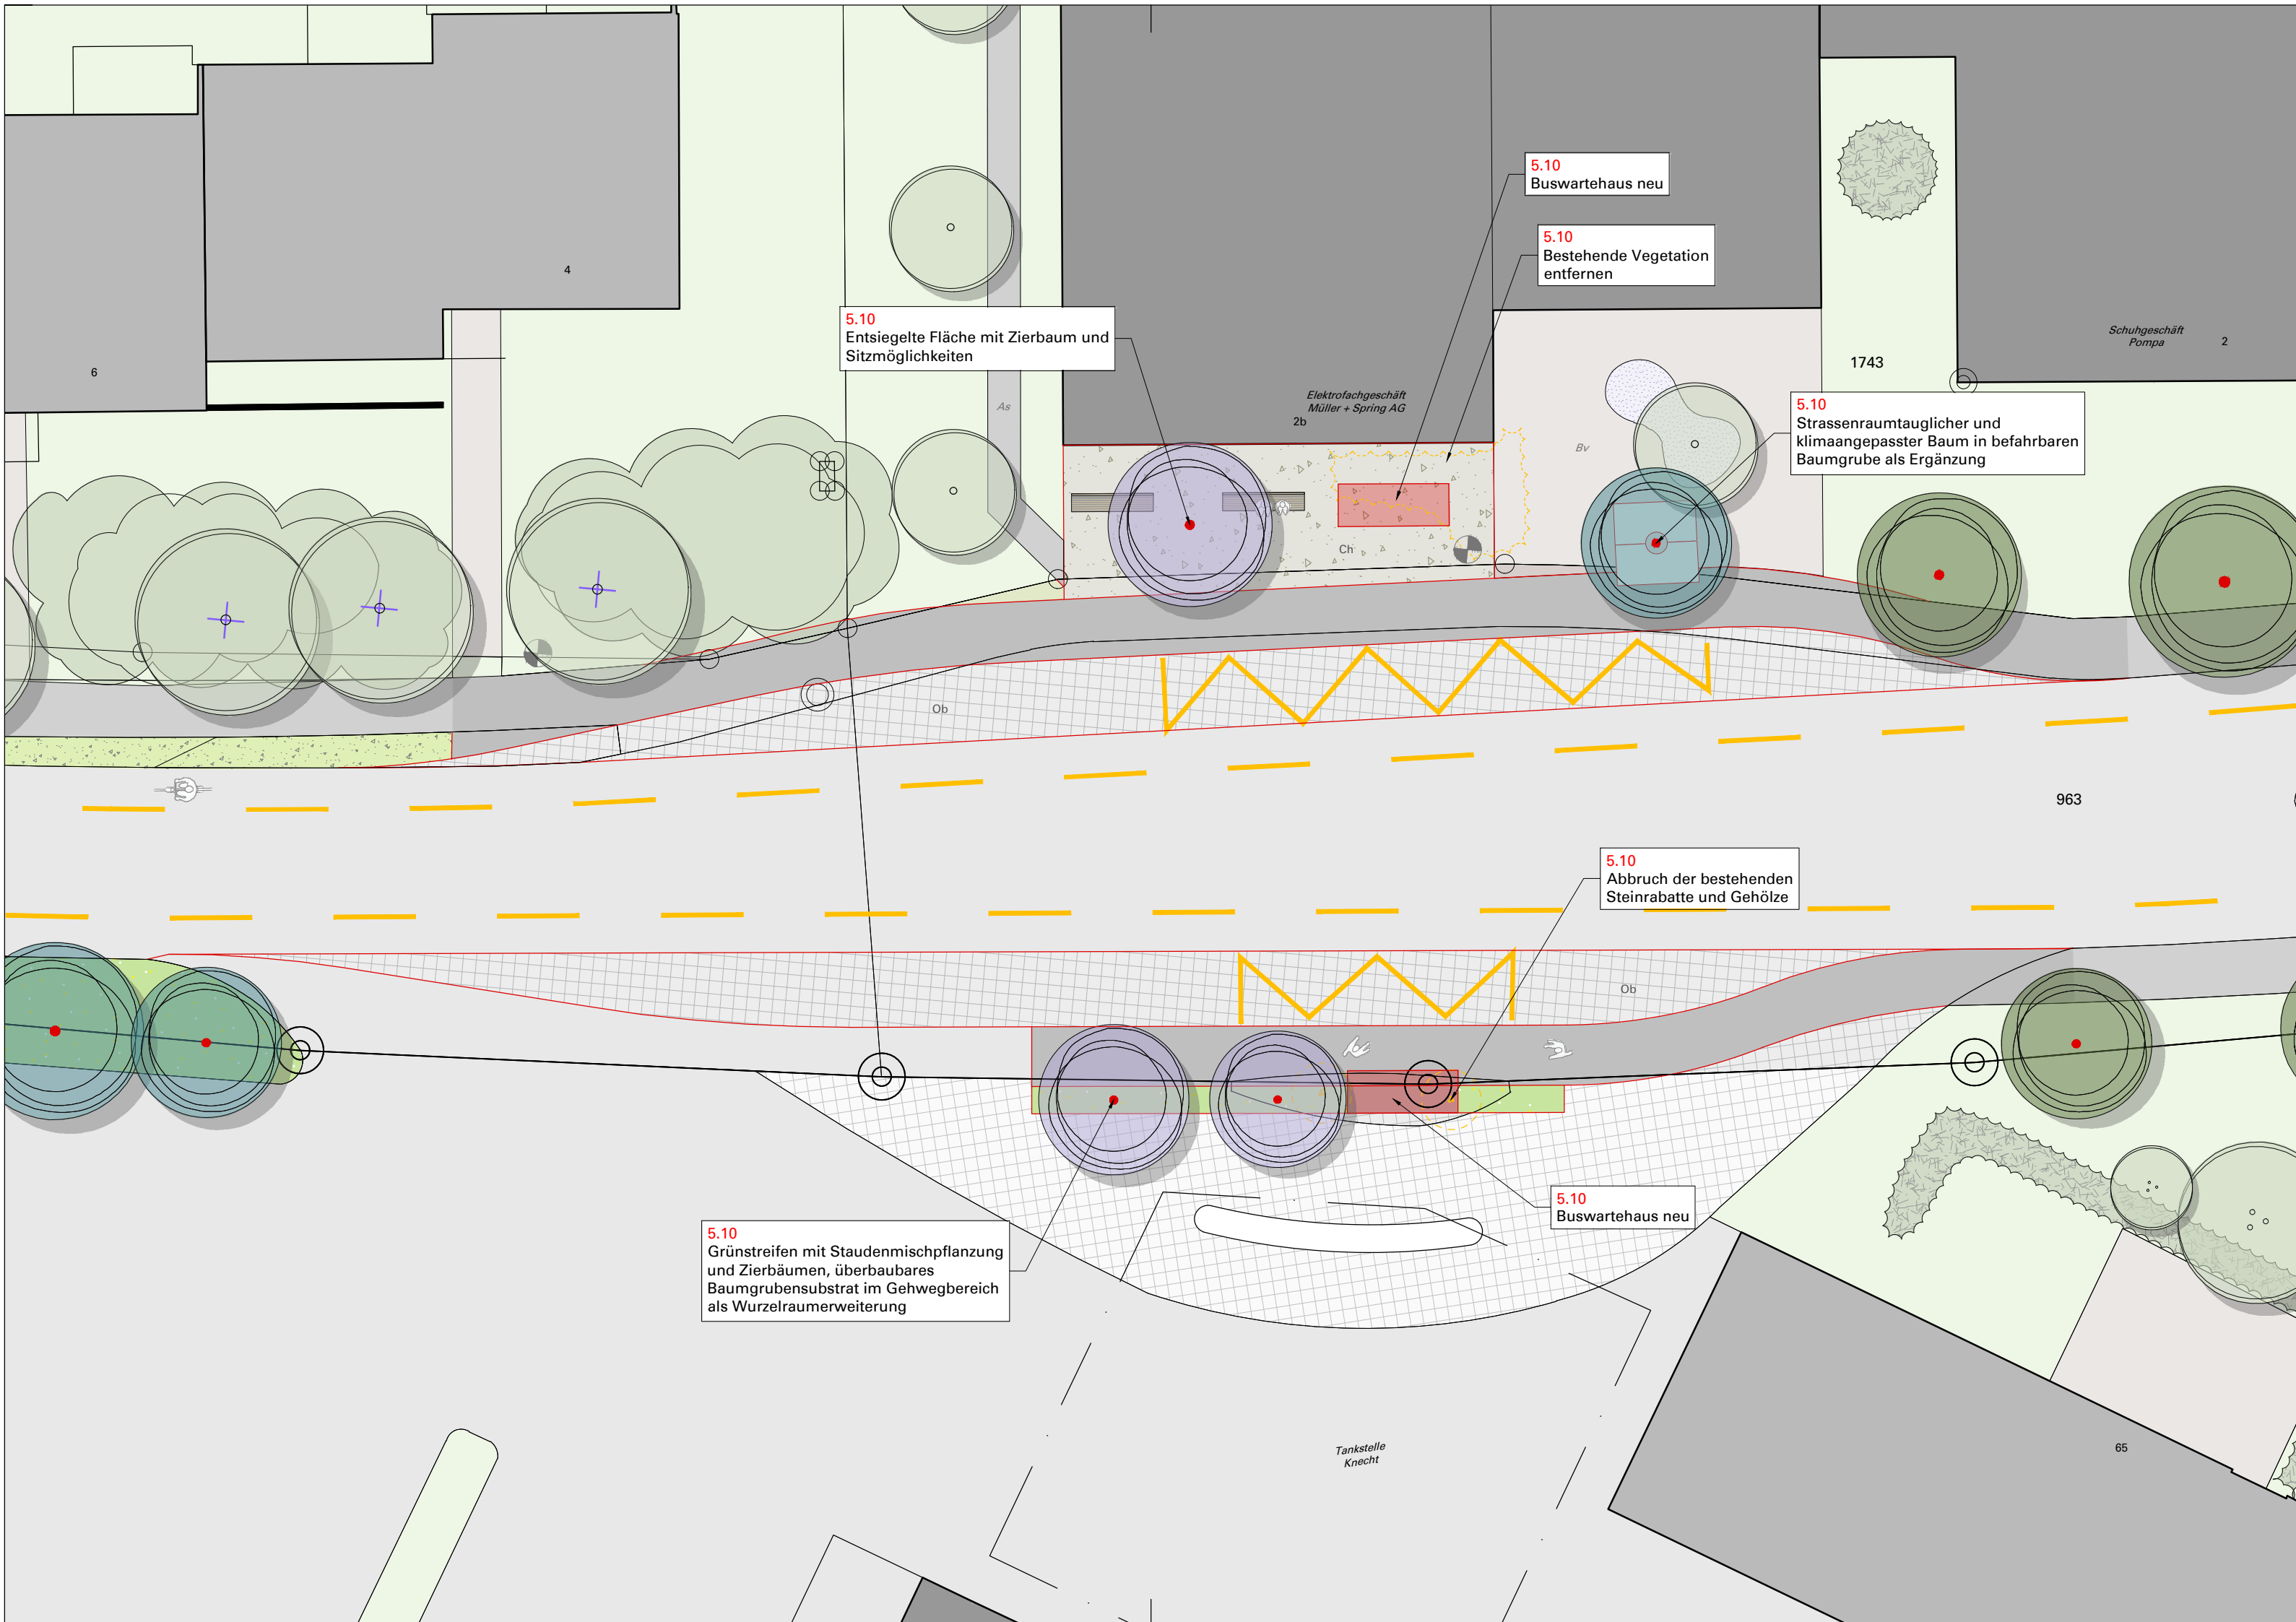 5.10
Buswartehaus neu
5.10
Bestehende Vegetation
entfernen
4
5.10
Entsiegelte Fläche mit Zierbaum und
Sitzmöglichkeiten
Schuhgeschäft
Pompa
2
1743
6
Elektrofachgeschäft
Müller + Spring AG
2b
As
5.10
Strassenraumtauglicher und
klimaangepasster Baum in befahrbaren
Baumgrube als Ergänzung
Bv
Ch
Ob
963
5.10
Abbruch der bestehenden
Steinrabatte und Gehölze
Ob
5.10
Buswartehaus neu
5.10
Grünstreifen mit Staudenmischpflanzung
und Zierbäumen, überbaubares
Baumgrubensubstrat im Gehwegbereich
als Wurzelraumerweiterung
Tankstelle
Knecht
65